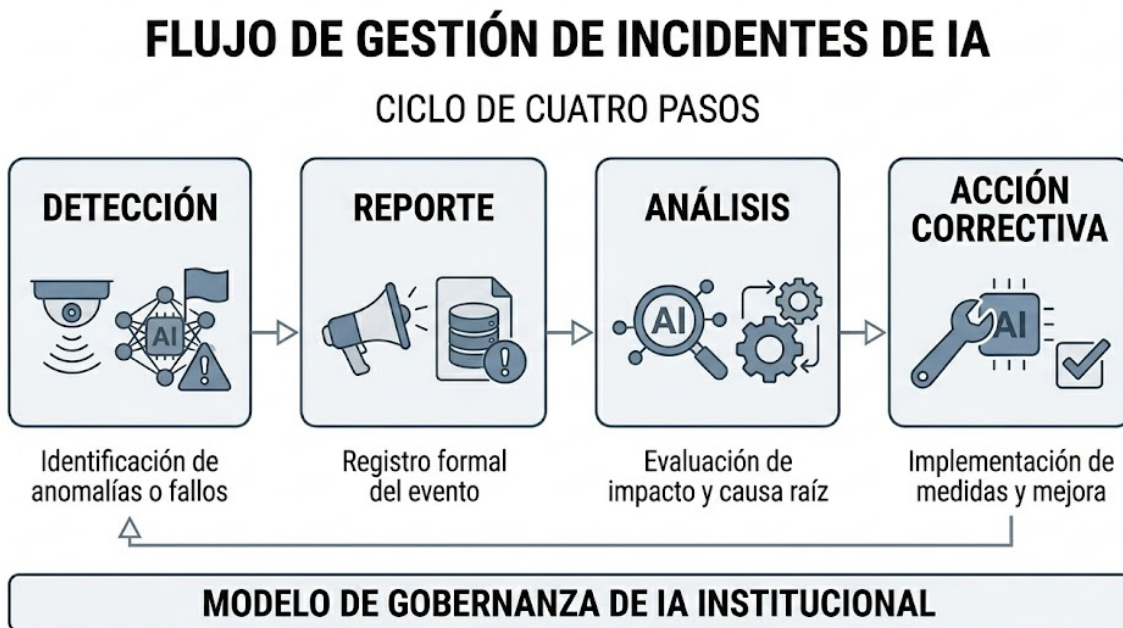 FLUJO DE GESTIÓN DE INCIDENTES DE IA
CICLO DE CUATRO PASOS
DETECCIÓN
AI
Identificación de
anomalías o fallos
REPORTE
Registro formal
del evento
ANÁLISIS
AI
Evaluación de
impacto y causa raíz
ACCIÓN
CORRECTIVA
AI
Implementación de
medidas y mejora
MODELO DE GOBERNANZA DE IA INSTITUCIONAL